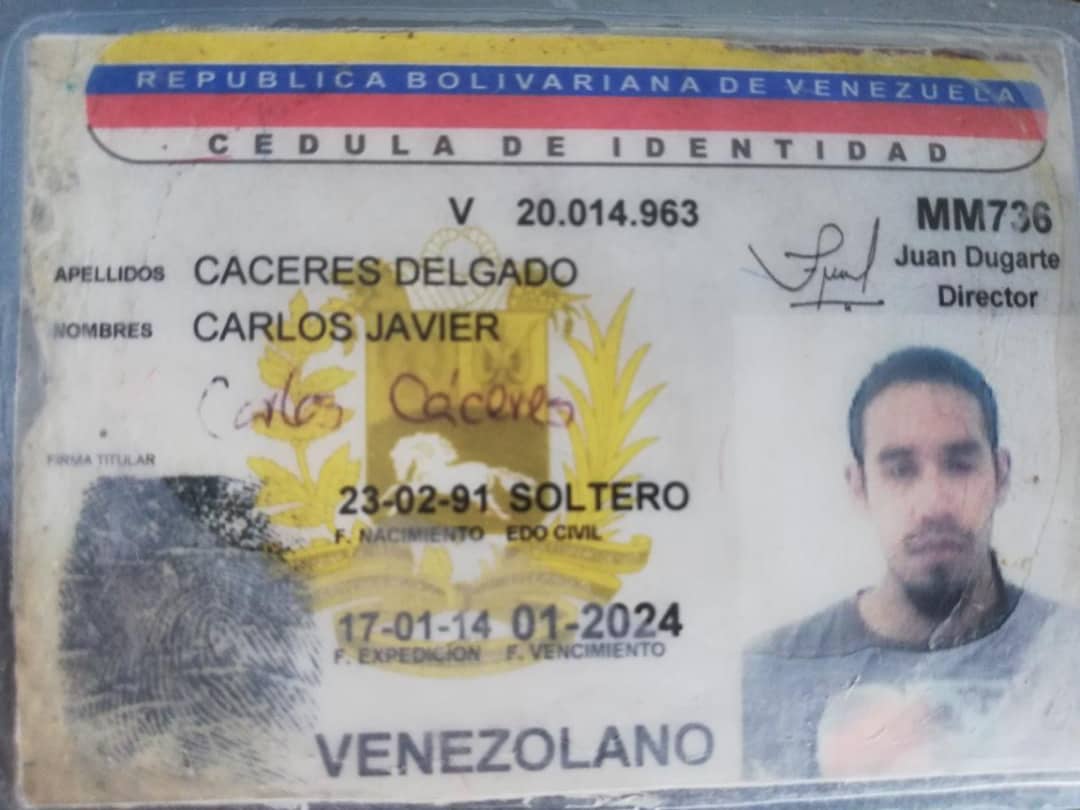 REPUBLICA BOLIVARIANA DE VENEZUELA
CEDULA DE IDENTIDAD
V 20.014.963
MM736
Juan Dugarte
Director
APELLIDOS CACERES DELGADO
NOMBRES CARLOS JAVIER
Carlos Cáceres
FIRMA TITULAR
23-02-91 SOLTERO
F. NACIMIENTO EDO CIVIL
17-01-14 01-2024
F. EXPEDICION F. VENCIMIENTO
VENEZOLANO